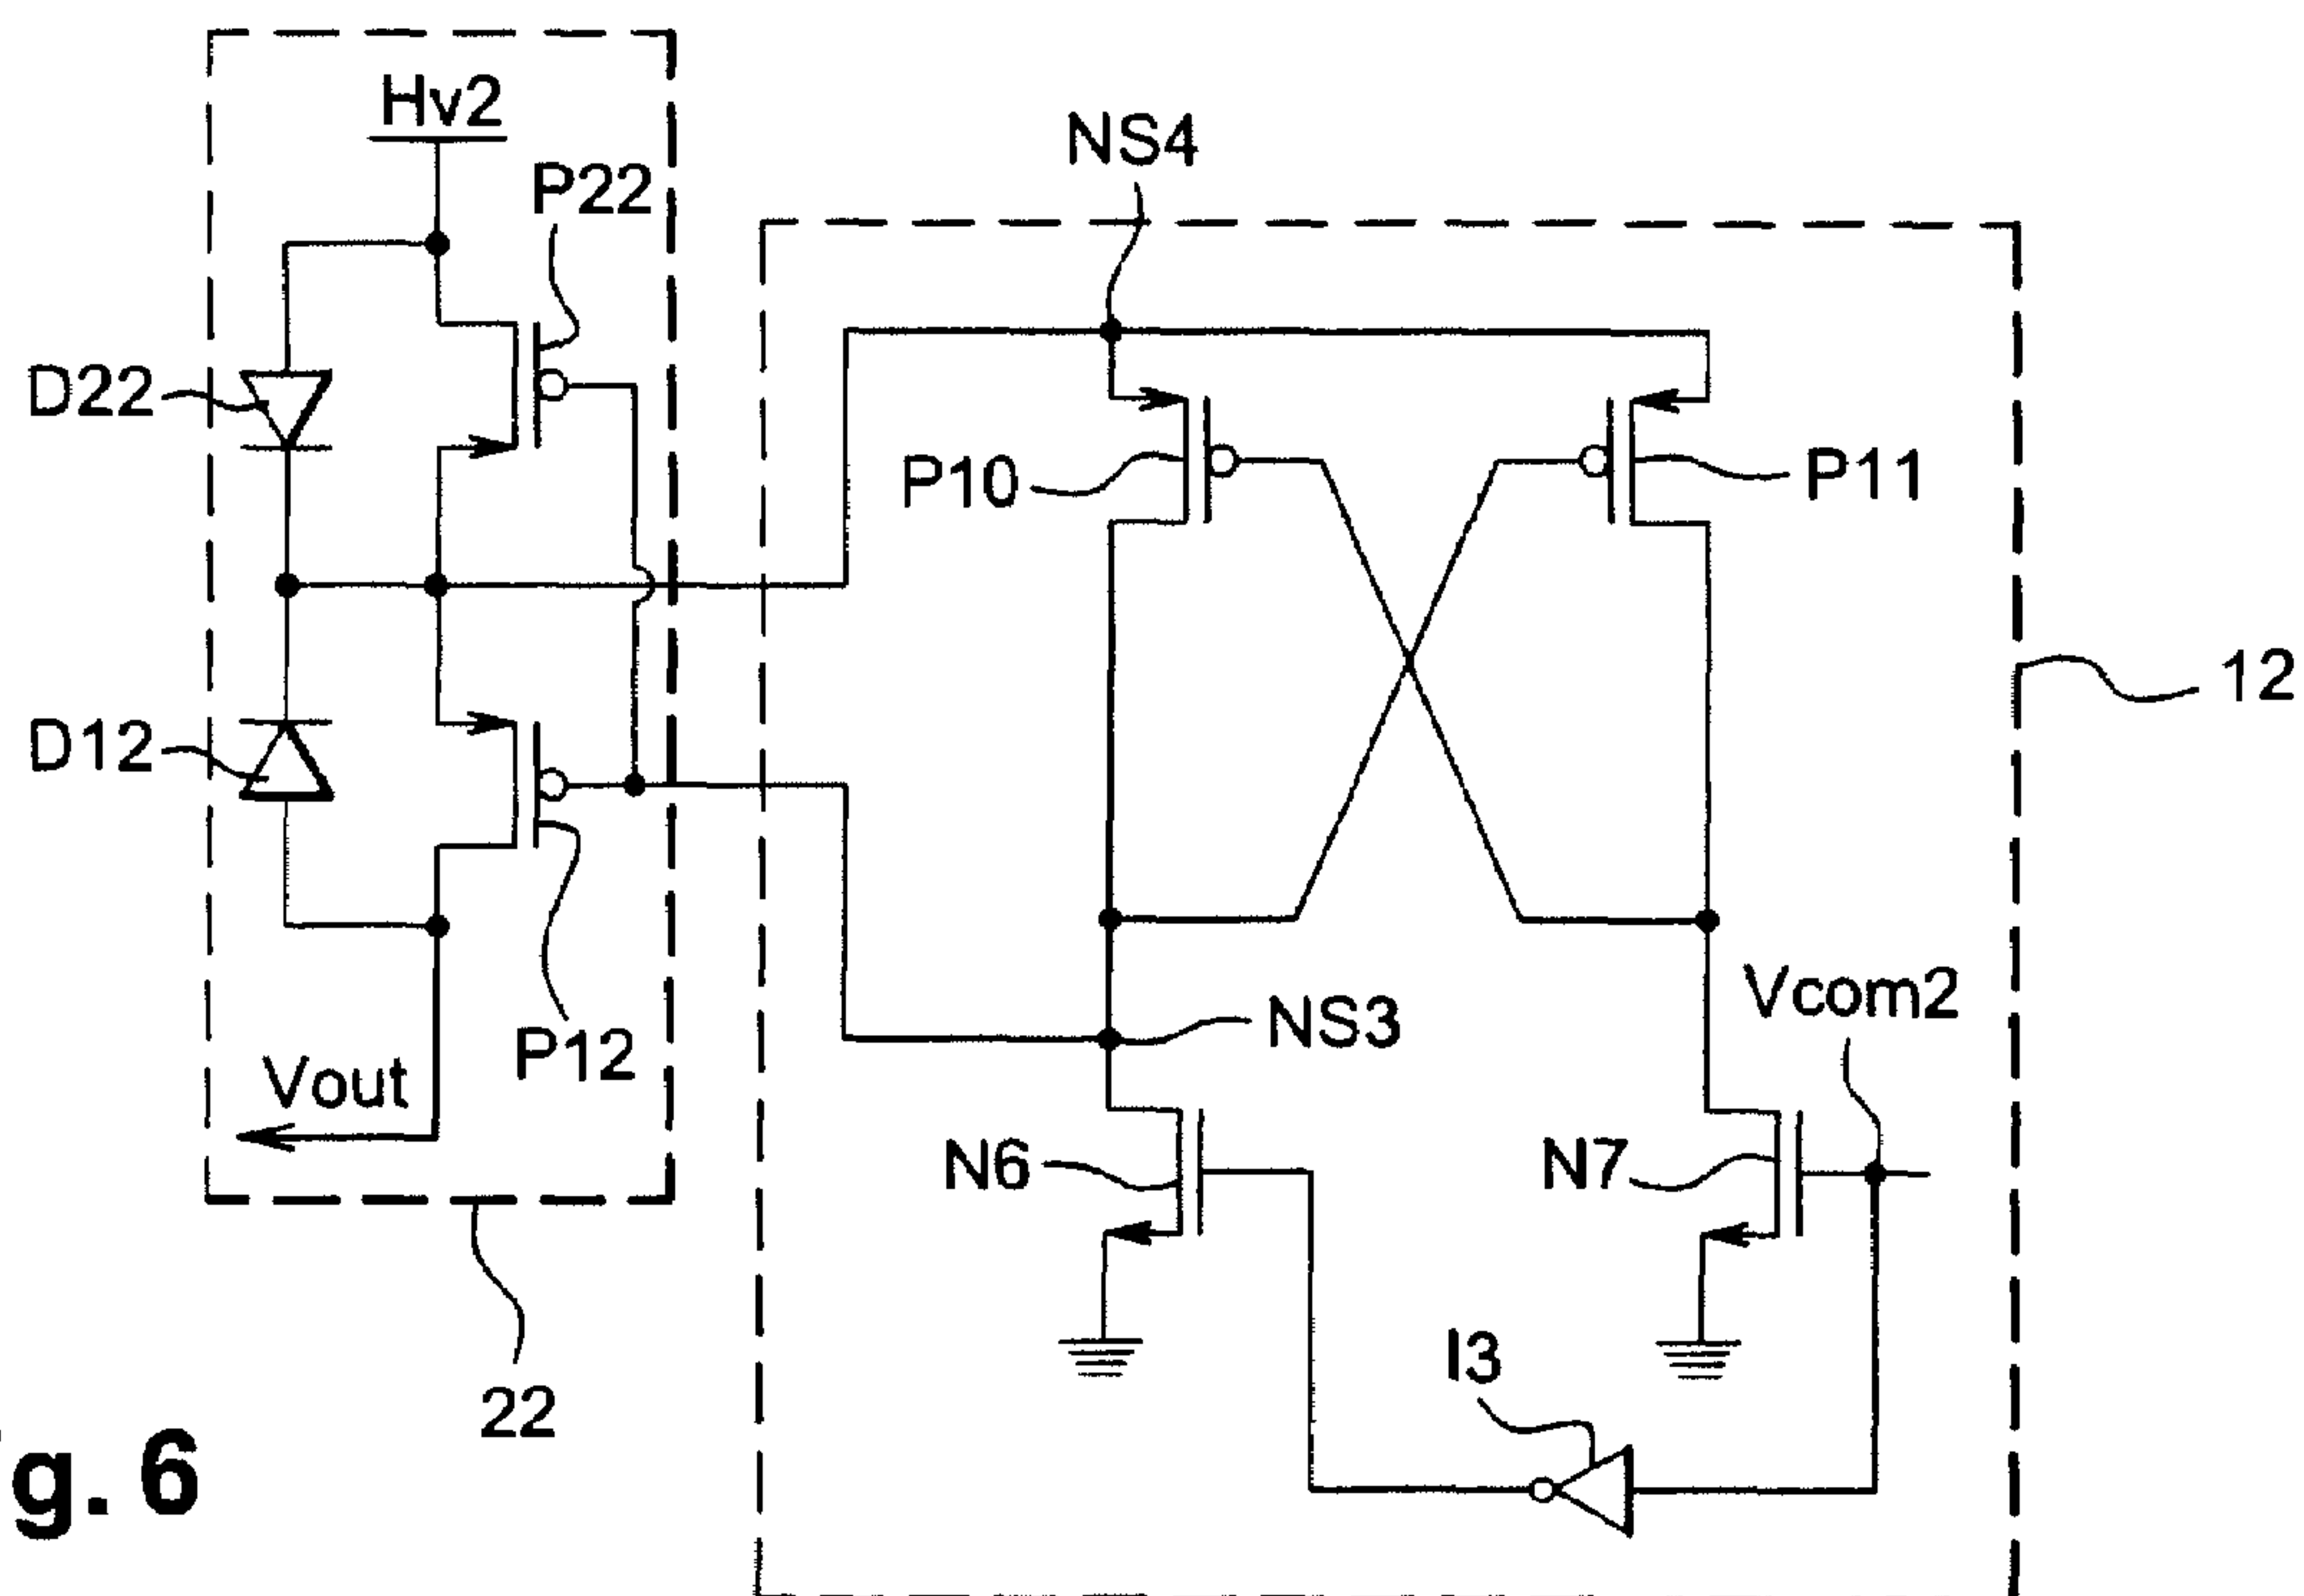 Hv2
P22
NS4
D22
P10
P11
12
D12
Vcom2
NS3
P12
Vout
N6
N7
I3
22
g. 6